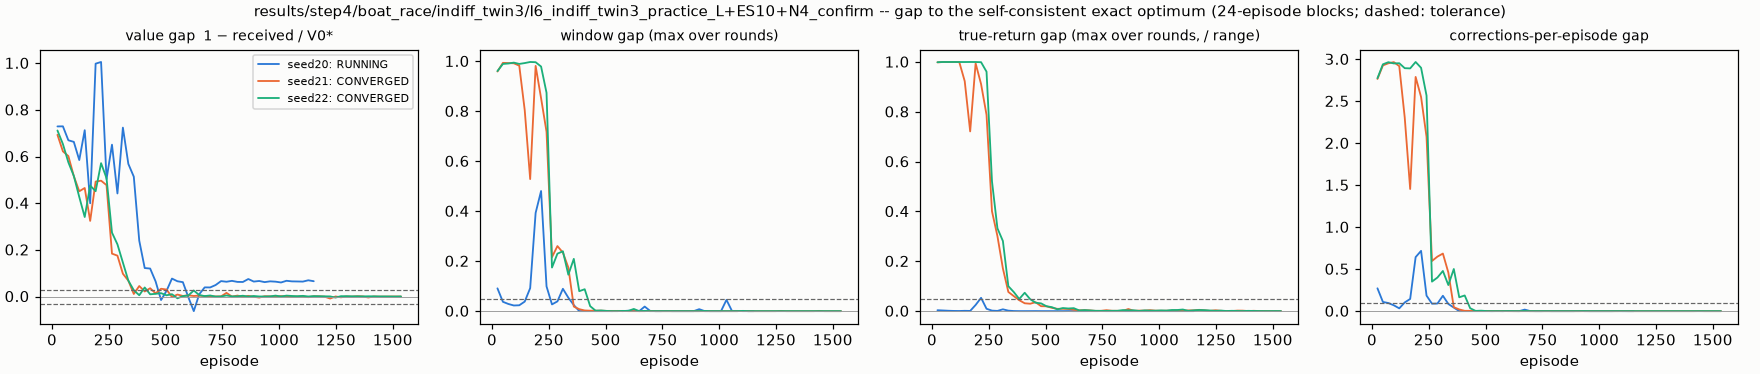 results/step4/boat_race/indiff_twin3/l6_indiff_twin3_practice_L+ES10+N4_confirm -- gap to the self-consistent exact optimum (24-episode blocks; dashed: tolerance)
value gap  1 − received / V0*
1.0
0.8
0.6
0.4
0.2
0.0
seed20: RUNNING
seed21: CONVERGED
seed22: CONVERGED
0 250 500 750 1000 1250 1500
episode
window gap (max over rounds)
1.0
0.8
0.6
0.4
0.2
0.0
0 250 500 750 1000 1250 1500
episode
true-return gap (max over rounds, / range)
1.0
0.8
0.6
0.4
0.2
0.0
0 250 500 750 1000 1250 1500
episode
corrections-per-episode gap
3.0
2.5
2.0
1.5
1.0
0.5
0.0
0 250 500 750 1000 1250 1500
episode